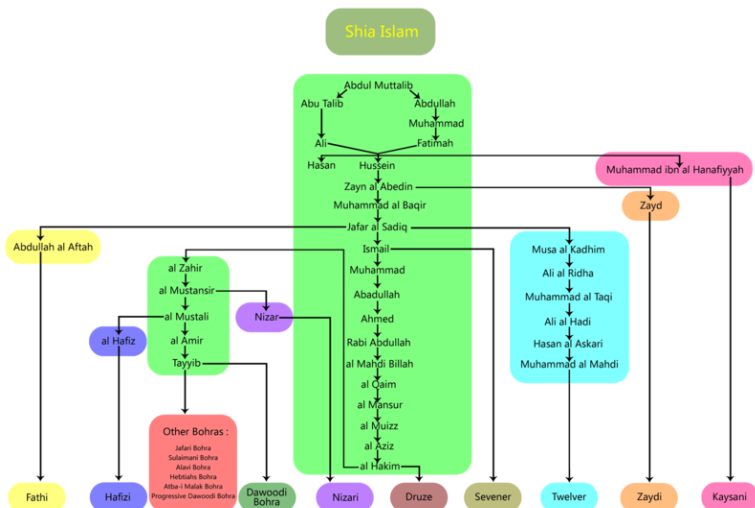 Shia Islam
Abdul Muttalib
Abu Talib
Abdullah
Muhammad
Ali
Fatimah
Hasan
Hussein
Muhammad ibn al Hanafiyyah
Zayn al Abedin
Muhammad al Baqir
Zayd
Jafar al Sadiq
Abdullah al Aftah
Ismail
Musa al Kadhim
al Zahir
Muhammad
Ali al Ridha
al Mustansir
Abadullah
Muhammad al Taqi
al Mustali
Nizar
Ahmed
Ali al Hadi
al Hafiz
al Amir
Rabi Abdullah
Hasan al Askari
Tayyib
al Mahdi Billah
Muhammad al Mahdi
al Qaim
al Mansur
al Muizz
al Aziz
al Hakim
Other Bohras :
Jafari Bohra
Sulaimani Bohra
Alavi Bohra
Hebtiahs Bohra
Atba-i Malak Bohra
Progressive Dawoodi Bohra
Fathi
Hafizi
Dawoodi
Bohra
Nizari
Druze
Sevener
Twelver
Zaydi
Kaysani